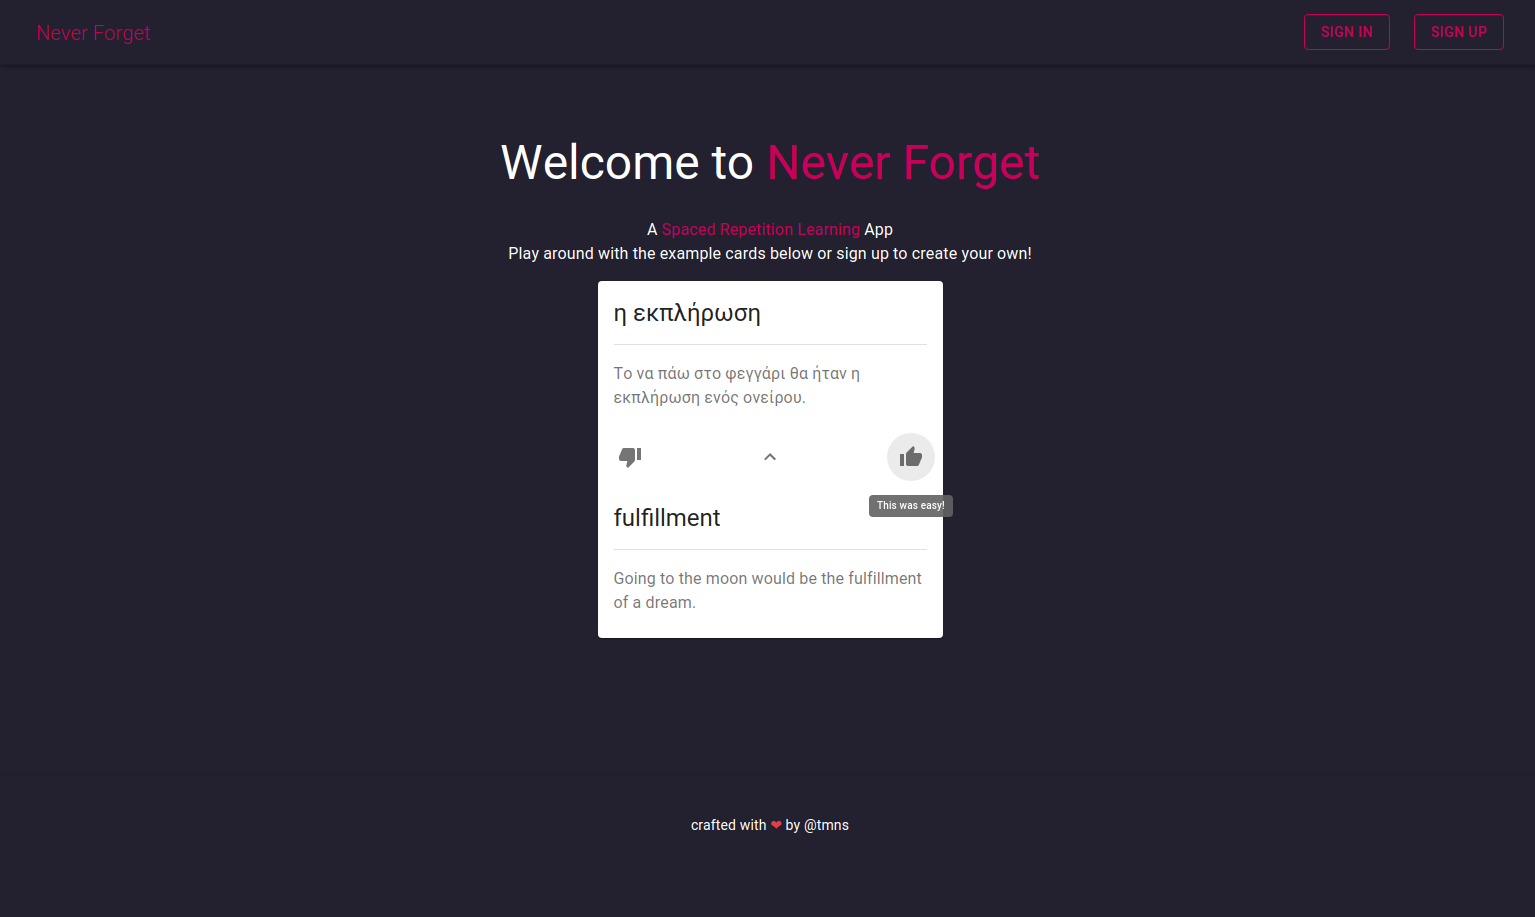 Never Forget
SIGN IN
SIGN UP
Welcome to Never Forget
A Spaced Repetition Learning App
Play around with the example cards below or sign up to create your own!
η εκπλήρωση
Το να πάω στο φεγγάρι θα ήταν η
εκπλήρωση ενός ονείρου.
This was easy!
fulfillment
Going to the moon would be the fulfillment
of a dream.
crafted with ❤ by @tmns